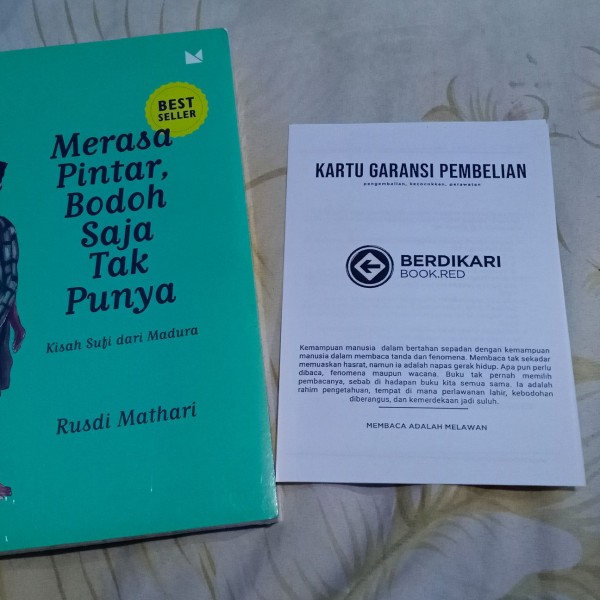 BEST
SELLER
Merasa
Pintar,
Bodoh
Saja
Tak
Punya
Kisah Sufi dari Madura
Rusdi Mathari
KARTU GARANSI PEMBELIAN
pengembalian, kecocokkan, perawatan
BERDIKARI
BOOK.RED
Kemampuan manusia dalam bertahan sepadan dengan kemampuan
manusia dalam membaca tanda dan fenomena. Membaca tak sekadar
memuaskan hasrat, namun ia adalah napas gerak hidup. Apa pun perlu
dibaca, fenomena maupun wacana. Buku tak pernah memilih
pembacanya, sebab di hadapan buku kita semua sama. Ia adalah
rahim pengetahuan, tempat di mana perlawanan lahir, kebodohan
diberangus, dan kemerdekaan jadi suluh.
MEMBACA ADALAH MELAWAN